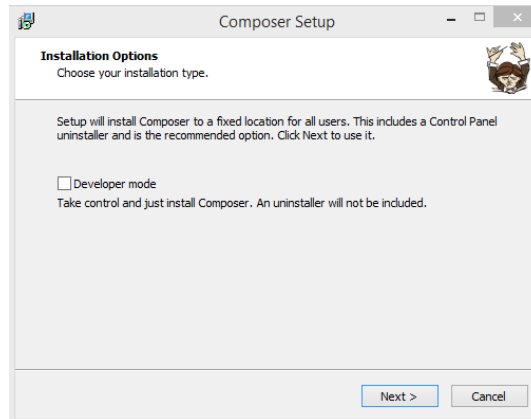 Composer Setup
Installation Options
Choose your installation type.
Setup will install Composer to a fixed location for all users. This includes a Control Panel
uninstaller and is the recommended option. Click Next to use it.
Developer mode
Take control and just install Composer. An uninstaller will not be included.
Next >
Cancel